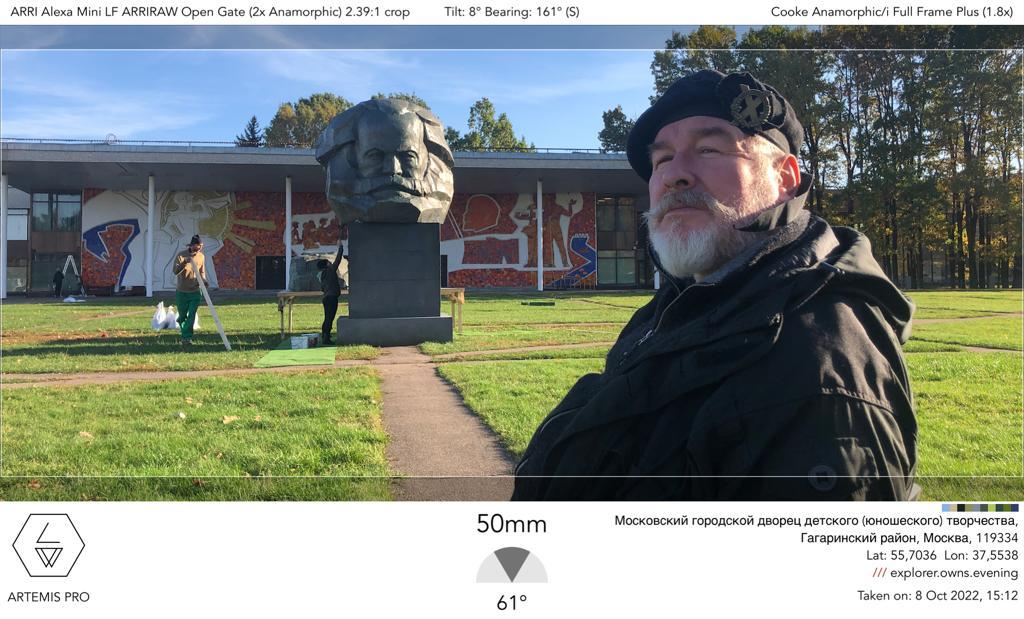 ARRI Alexa Mini LF ARRIRAW Open Gate (2x Anamorphic) 2.39:1 crop
Tilt: 8° Bearing: 161° (S)
Cooke Anamorphic/i Full Frame Plus (1.8x)
ARTEMIS PRO
50mm
61°
Московский городской дворец детского (юношеского) творчества,
Гагаринский район, Москва, 119334
Lat: 55,7036 Lon: 37,5538
/// explorer.owns.evening
Taken on: 8 Oct 2022, 15:12